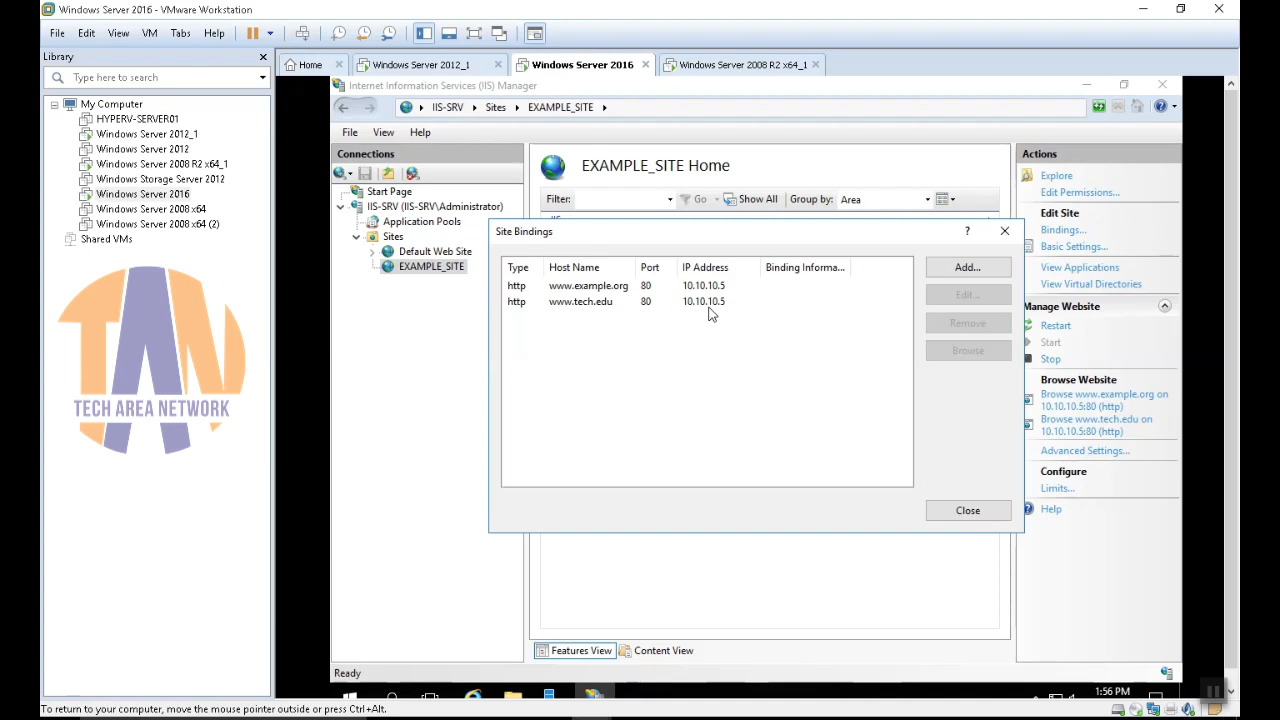 Windows Server 2016 - VMware Workstation
File Edit View VM Tabs Help
Library
Type here to search
My Computer
HYPERV-SERVER01
Windows Server 2012_1
Windows Server 2012
Windows Server 2008 R2 x64_1
Windows Storage Server 2012
Windows Server 2016
Windows Server 2008 x64
Windows Server 2008 x64 (2)
Shared VMs
TECH AREA NETWORK
Home Windows Server 2012_1 Windows Server 2016 Windows Server 2008 R2 x64_1
Internet Information Services (IIS) Manager
IIS-SRV Sites EXAMPLE_SITE
File View Help
Connections
Start Page
IIS-SRV (IIS-SRV\Administrator)
Application Pools
Sites
Default Web Site
EXAMPLE_SITE
EXAMPLE_SITE Home
Filter: Go Show All Group by: Area
Site Bindings
Type Host Name Port IP Address Binding Informa...
http www.example.org 80 10.10.10.5
http www.tech.edu 80 10.10.10.5
Add...
Edit...
Remove
Browse
Close
Features View Content View
Actions
Explore
Edit Permissions...
Edit Site
Bindings...
Basic Settings...
View Applications
View Virtual Directories
Manage Website
Restart
Start
Stop
Browse Website
Browse www.example.org on
10.10.10.5:80 (http)
Browse www.tech.edu on
10.10.10.5:80 (http)
Advanced Settings...
Configure
Limits...
Help
Ready
1:56 PM
To return to your computer, move the mouse pointer outside or press Ctrl+Alt.